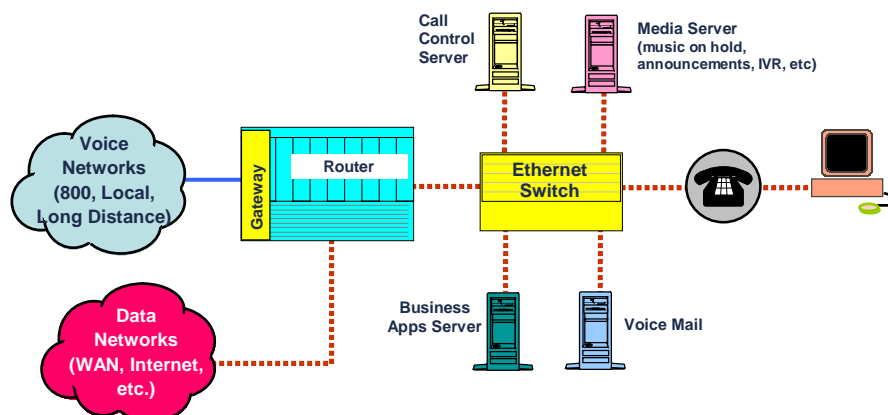 Call
Control
Server
Media Server
(music on hold,
announcements, IVR, etc)
Voice
Networks
(800, Local,
Long Distance)
Gateway
Router
Ethernet
Switch
Business
Apps Server
Voice Mail
Data
Networks
(WAN, Internet,
etc.)